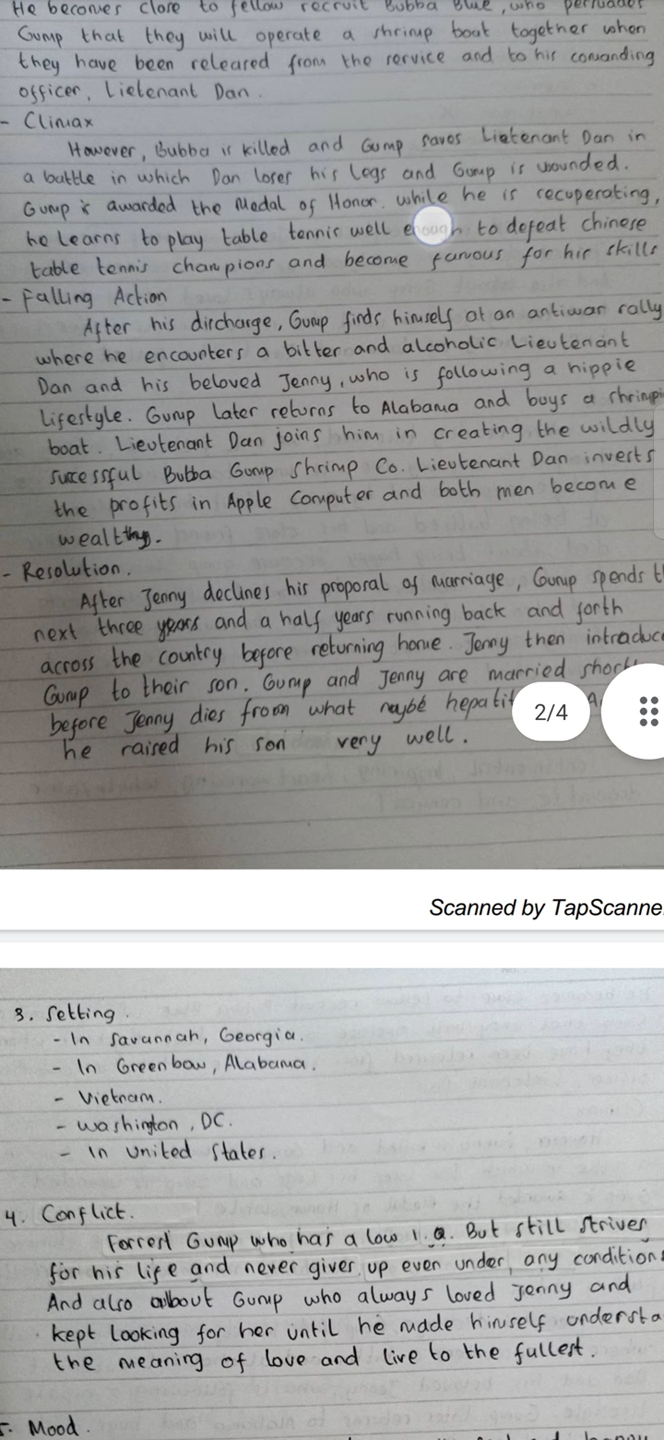 He becomes close to fellow recruit Bubba Blue, who persuades
Gump that they will operate a shrimp boat together when
they have been released from the service and to his comanding
officer, Lietenant Dan.
- Climax
However, Bubba is killed and Gump saves Lietenant Dan in
a battle in which Dan loses his Legs and Gump is wounded.
Gump is awarded the Medal of Honor. while he is recuperating,
he learns to play table tennis well enough to defeat chinese
table tennis champions and become famous for his skills
- Falling Action
After his discharge, Gump finds himself at an antiwar rally
where he encounters a bitter and alcoholic Lieutenant
Dan and his beloved Jenny, who is following a hippie
lifestyle. Gump later returns to Alabama and buys a shrimpi
boat. Lieutenant Dan joins him in creating the wildly
successful Bubba Gump Shrimp Co. Lieutenant Dan invests
the profits in Apple Computer and both men become
wealthy.
- Resolution.
After Jenny declines his proposal of marriage, Gump spends t
next three years and a half years running back and forth
across the country before returning home. Jenny then introduc
Gump to their son. Gump and Jenny are married short
before Jenny dies from what maybe hepati
he raised his son very well.
2/4
Scanned by TapScanne
3. Setting.
- In Savannah, Georgia.
- In Greenbow, Alabama.
- Vietnam.
- Washington, DC.
- In United States.
4. Conflict.
Forrest Gump who has a low I.Q. But still strives
for his life and never gives up even under any condition
And also about Gump who always loved Jenny and
kept looking for her until he made himself understa
the meaning of love and live to the fullest.
5. Mood.